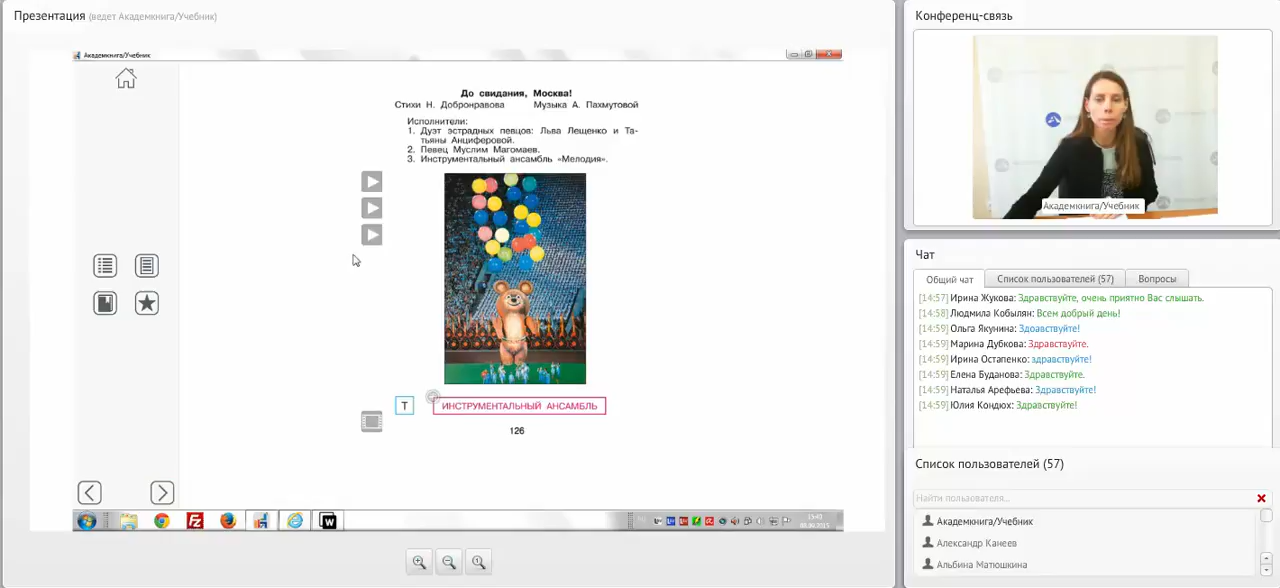 Презентация (ведет Академкнига/Учебник)
Академкнига/Учебник
До свидания, Москва!
Стихи Н. Добронравова Музыка А. Пахмутовой
Исполнители:
1. Дуэт эстрадных певцов: Льва Лещенко и Та-
тьяны Анциферовой.
2. Певец Муслим Магомаев.
3. Инструментальный ансамбль «Мелодия».
Т ИНСТРУМЕНТАЛЬНЫЙ АНСАМБЛЬ
126
Конференц-связь
Академкнига/Учебник
Чат
Общий чат Список пользователей (57) Вопросы
[14:57] Ирина Жукова: Здравствуйте, очень приятно Вас слышать.
[14:58] Людмила Кобылян: Всем добрый день!
[14:59] Ольга Якунина: Здоавствуйте!
[14:59] Марина Дубкова: Здравствуйте.
[14:59] Ирина Остапенко: здравствуйте!
[14:59] Елена Буданова: Здравствуйте.
[14:59] Наталья Арефьева: Здравствуйте!
[14:59] Юлия Кондюх: Здравствуйте!
Список пользователей (57)
Найти пользователя...
Академкнига/Учебник
Александр Канеев
Альбина Матюшкина